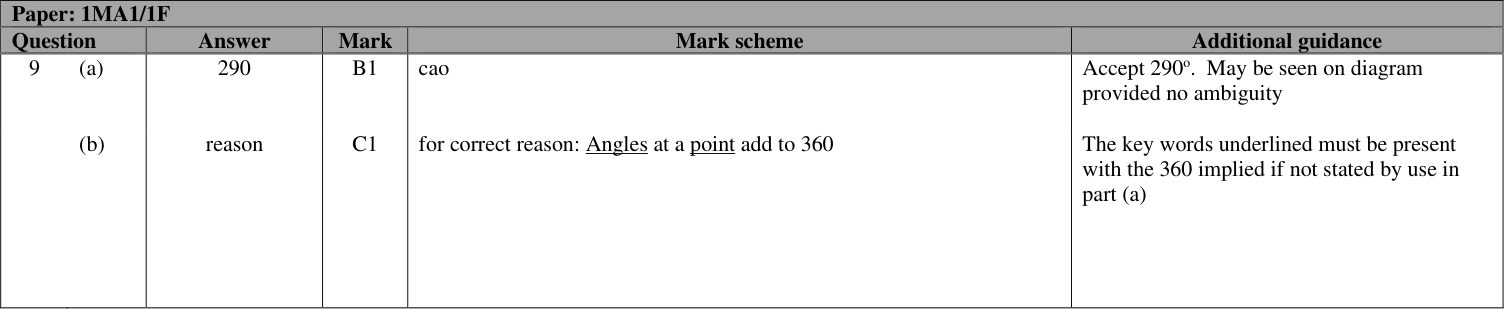 Paper: 1MA1/1F
Question Answer Mark Mark scheme Additional guidance
9 (a) 290 B1 cao Accept 290º. May be seen on diagram
provided no ambiguity
(b) reason C1 for correct reason: Angles at a point add to 360 The key words underlined must be present
with the 360 implied if not stated by use in
part (a)